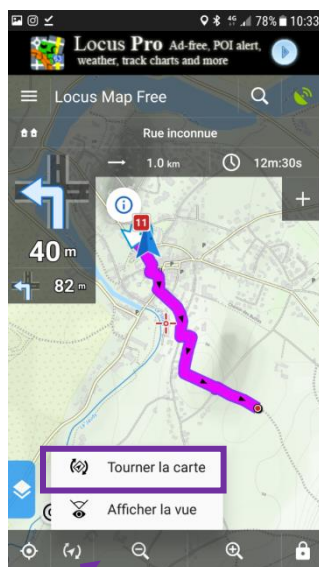 4G 78% 10:33
Locus Pro Ad-free, POI alert,
weather, track charts and more
Locus Map Free
Rue inconnue
1.0 km 12m:30s
11
40 m
82 m
Tourner la carte
Afficher la vue